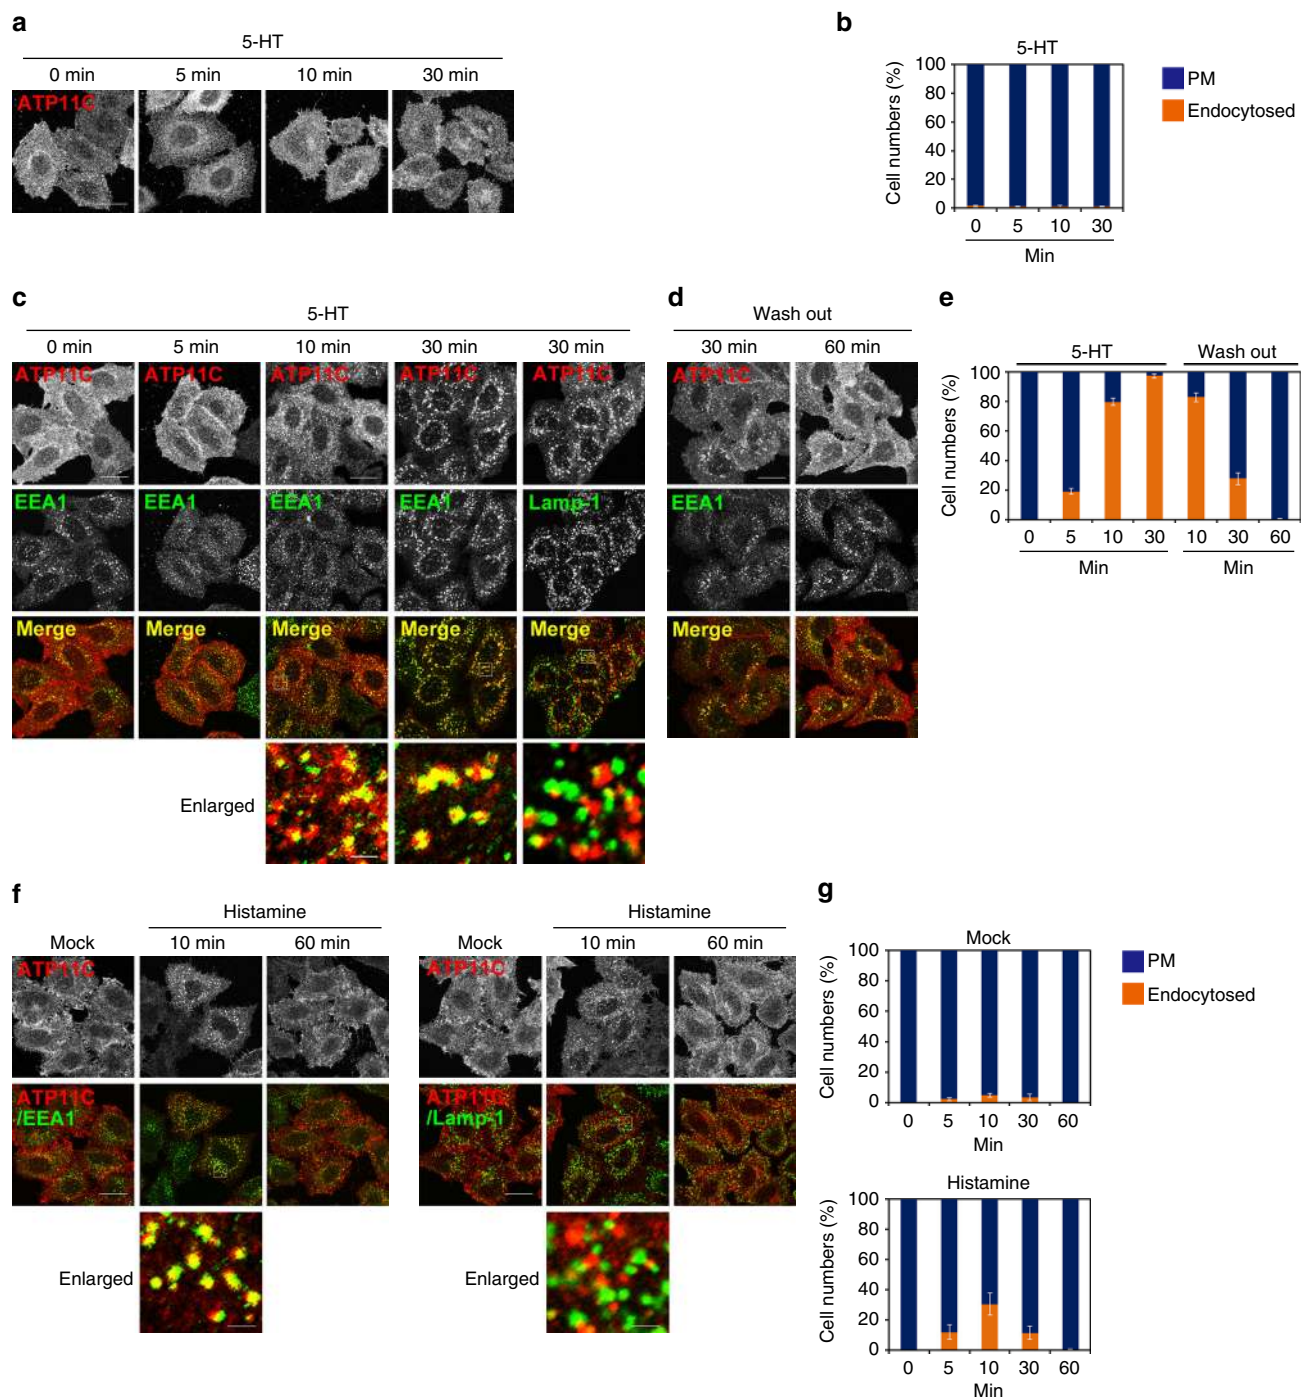 a
5-HT
0 min 5 min 10 min 30 min
ATP11C
b
5-HT
Cell numbers (%)
100
80
60
40
20
0
0 5 10 30
Min
PM
Endocytosed
c
5-HT
0 min 5 min 10 min 30 min 30 min
ATP11C ATP11C ATP11C ATP11C ATP11C
EEA1 EEA1 EEA1 EEA1 Lamp-1
Merge Merge Merge Merge Merge
Enlarged
d
Wash out
30 min 60 min
ATP11C
EEA1
Merge
e
5-HT Wash out
Cell numbers (%)
100
80
60
40
20
0
0 5 10 30 10 30 60
Min Min
f
Histamine
Mock 10 min 60 min
ATP11C
ATP11C
/EEA1
Enlarged
Histamine
Mock 10 min 60 min
ATP11C
ATP11C
/Lamp-1
Enlarged
g
Mock
Cell numbers (%)
100
80
60
40
20
0
0 5 10 30 60
Min
PM
Endocytosed
Histamine
Cell numbers (%)
100
80
60
40
20
0
0 5 10 30 60
Min